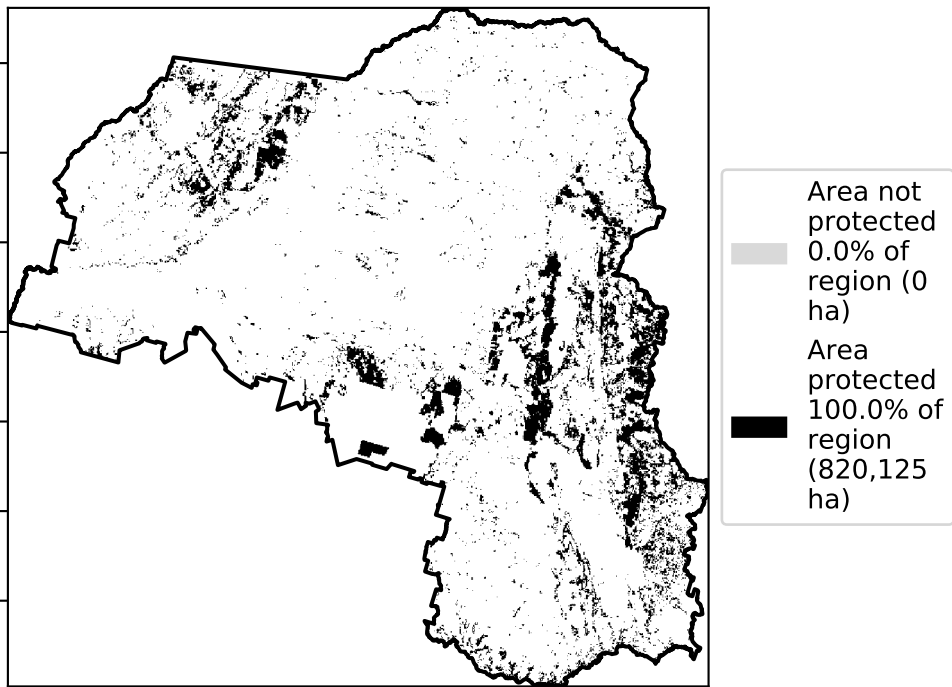 Area not
protected
0.0% of
region (0
ha)
Area
protected
100.0% of
region
(820,125
ha)